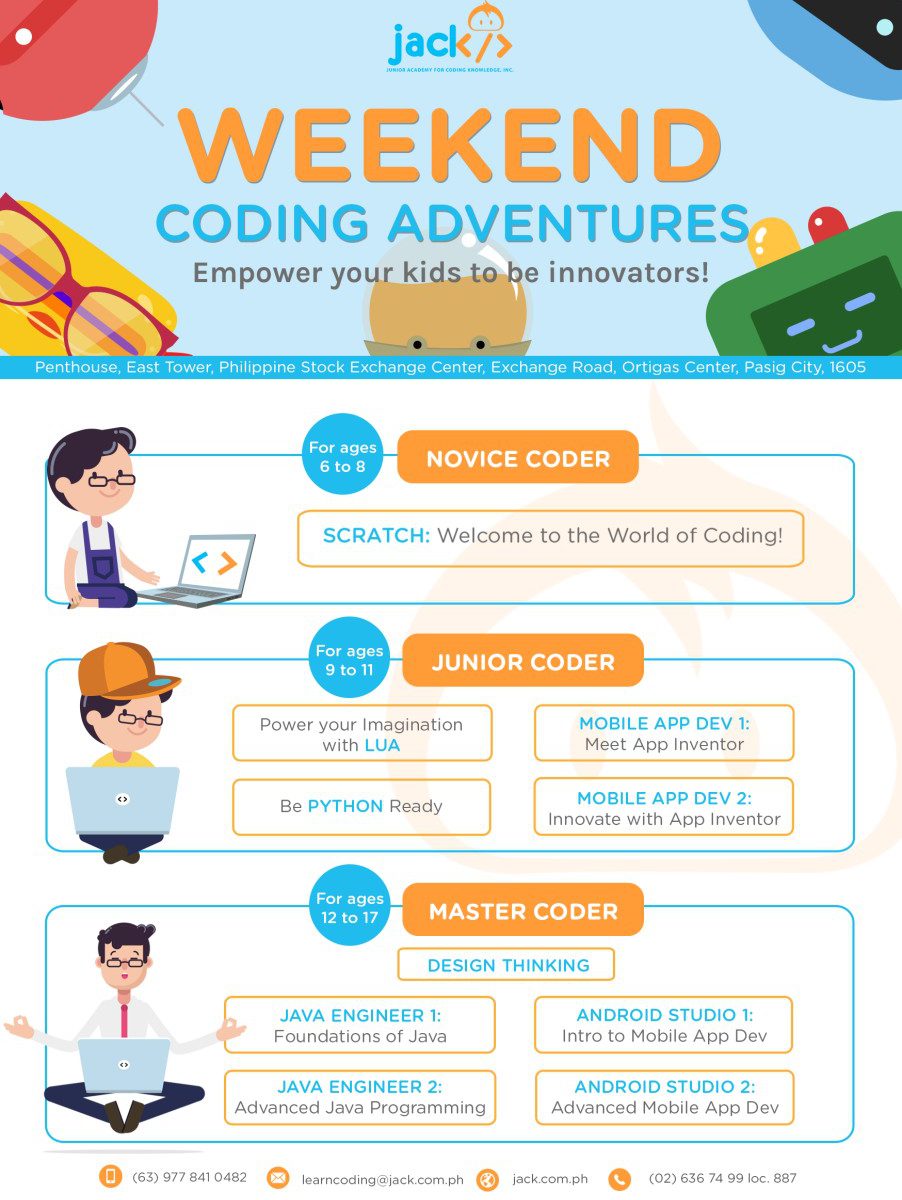 jack</>
JUNIOR ACADEMY FOR CODING KNOWLEDGE, INC.
WEEKEND
CODING ADVENTURES
Empower your kids to be innovators!
Penthouse, East Tower, Philippine Stock Exchange Center, Exchange Road, Ortigas Center, Pasig City, 1605
For ages
6 to 8
NOVICE CODER
SCRATCH: Welcome to the World of Coding!
< >
For ages
9 to 11
JUNIOR CODER
Power your Imagination
with LUA
MOBILE APP DEV 1:
Meet App Inventor
Be PYTHON Ready
MOBILE APP DEV 2:
Innovate with App Inventor
<>
For ages
12 to 17
MASTER CODER
DESIGN THINKING
JAVA ENGINEER 1:
Foundations of Java
ANDROID STUDIO 1:
Intro to Mobile App Dev
JAVA ENGINEER 2:
Advanced Java Programming
ANDROID STUDIO 2:
Advanced Mobile App Dev
<>
(63) 977 841 0482
learncoding@jack.com.ph
jack.com.ph
(02) 636 74 99 loc. 887